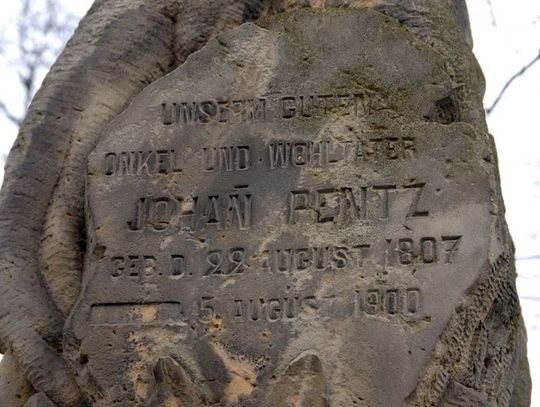 UNSERM GUTEN
ONKEL UND WOHLTÄTER
JOHAN̄ PENTZ
GEB. D. 22 AUGUST 1807
5. AUGUST 1900